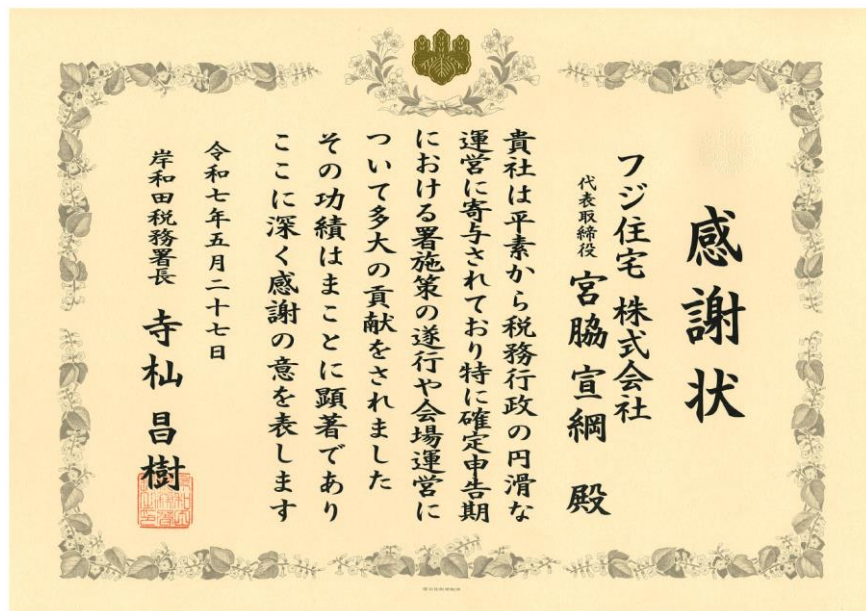 感謝状
フジ住宅 株式会社
代表取締役 宮脇 宣綱 殿
貴社は平素から税務行政の円滑な
運営に寄与されており特に確定申告期
における署施策の遂行や会場運営に
ついて多大の貢献をされました
その功績はまことに顕著であり
ここに深く感謝の意を表します
令和七年五月二十七日
岸和田税務署長 寺杣 昌樹